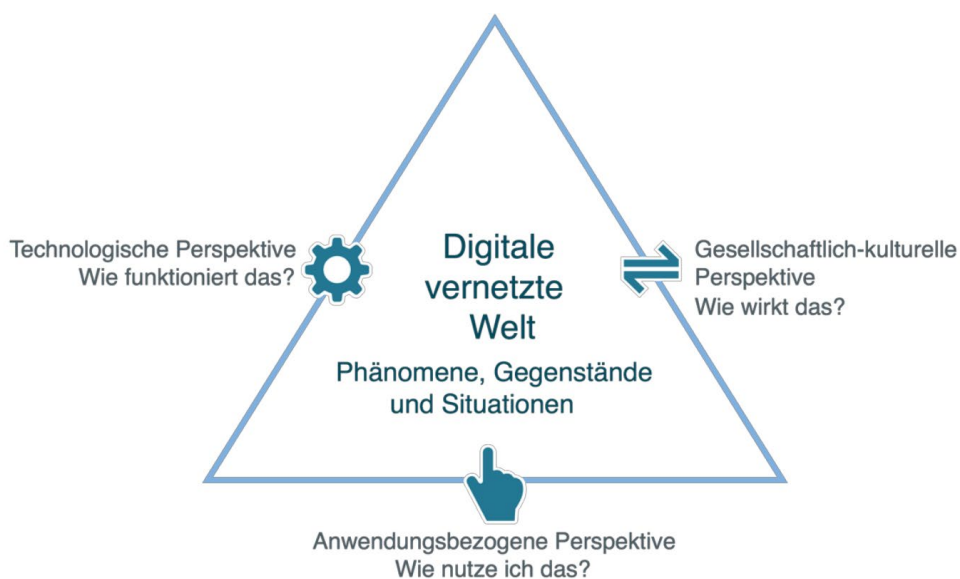 Technologische Perspektive
Wie funktioniert das?
Digitale
vernetzte
Welt
Phänomene, Gegenstände
und Situationen
Gesellschaftlich-kulturelle
Perspektive
Wie wirkt das?
Anwendungsbezogene Perspektive
Wie nutze ich das?